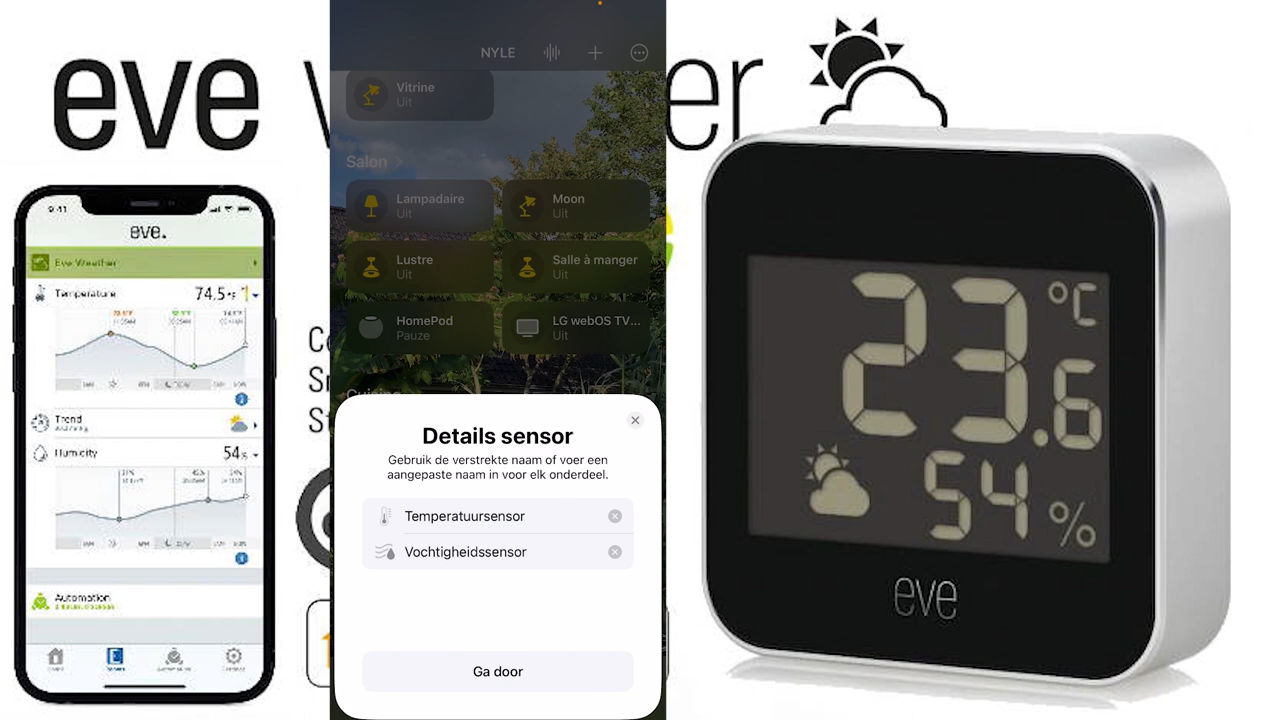 eve
er
9:41
eve.
Eve Weather
Temperature
74.5°F
Trend
Humidity
54%
Automation
NYLE
Vitrine
Uit
Salon
Lampadaire
Uit
Moon
Uit
Lustre
Uit
Salle à manger
Uit
HomePod
Pauze
LG webOS TV...
Uit
Details sensor
Gebruik de verstrekte naam of voer een
aangepaste naam in voor elk onderdeel.
Temperatuursensor
Vochtigheidssensor
Ga door
23.6 °C
54 %
eve